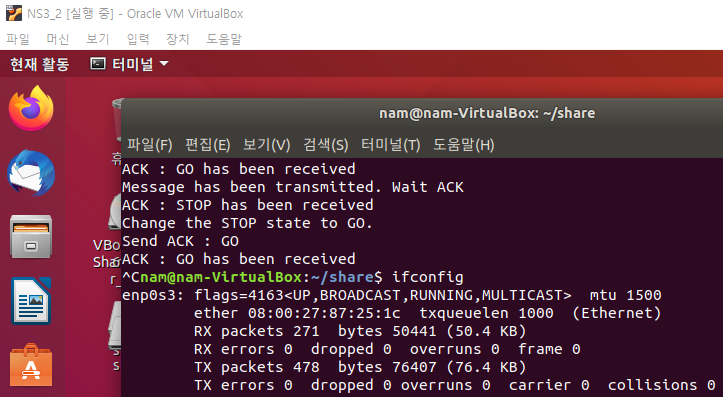 NS3_2 [실행 중] - Oracle VM VirtualBox
파일 머신 보기 입력 장치 도움말
현재 활동 터미널
nam@nam-VirtualBox: ~/share
파일(F) 편집(E) 보기(V) 검색(S) 터미널(T) 도움말(H)
ACK : GO has been received
Message has been transmitted. Wait ACK
ACK : STOP has been received
Change the STOP state to GO.
Send ACK : GO
ACK : GO has been received
^Cnam@nam-VirtualBox:~/share$ ifconfig
enp0s3: flags=4163<UP,BROADCAST,RUNNING,MULTICAST>  mtu 1500
        ether 08:00:27:87:25:1c  txqueuelen 1000  (Ethernet)
        RX packets 271  bytes 50441 (50.4 KB)
        RX errors 0  dropped 0  overruns 0  frame 0
        TX packets 478  bytes 76407 (76.4 KB)
        TX errors 0  dropped 0 overruns 0  carrier 0  collisions 0
휴
VBo
Shar
r_
s
s